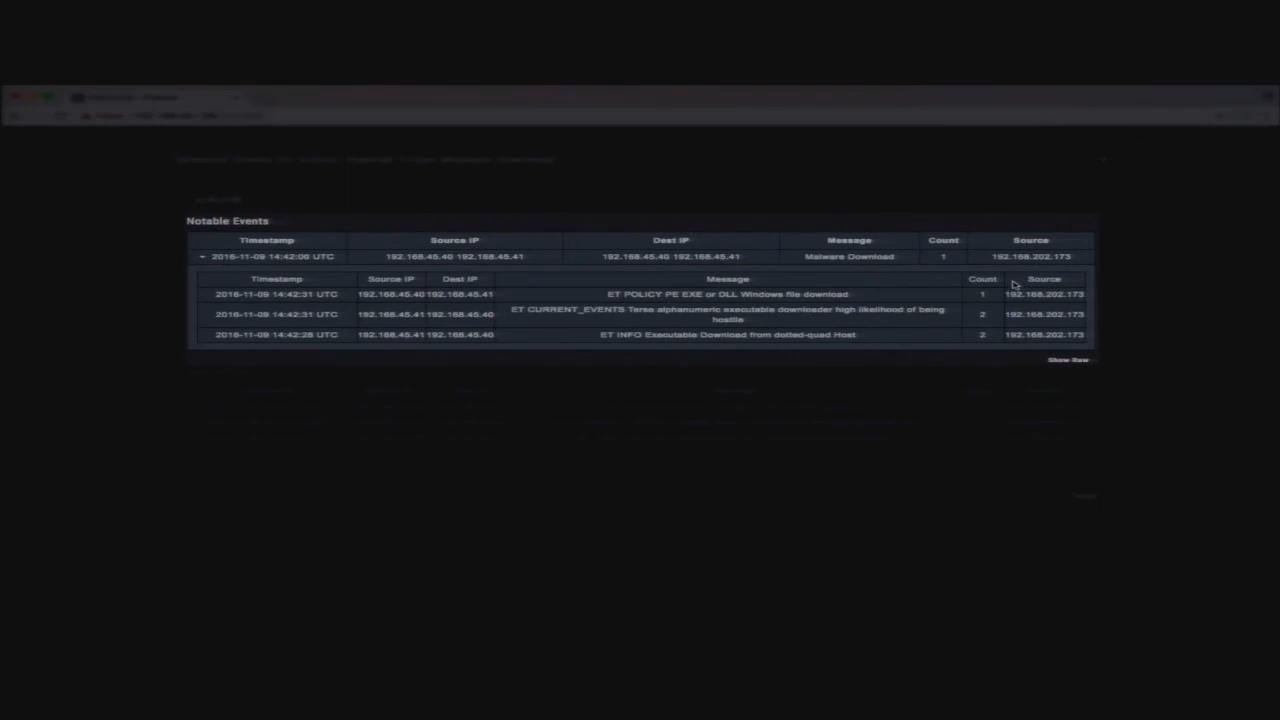 Notable Events
Timestamp Source IP Dest IP Message Count Source
2016-11-09 14:42:00 UTC 192.168.45.40 192.168.45.41 192.168.45.40 192.168.45.41 Malware Download 1 192.168.202.173
Timestamp Source IP Dest IP Message Count Source
2016-11-09 14:42:31 UTC 192.168.45.40 192.168.45.41 ET POLICY PE EXE or DLL Windows file download 1 192.168.202.173
2016-11-09 14:42:31 UTC 192.168.45.41 192.168.45.40 ET CURRENT_EVENTS Terse alphanumeric executable downloader high likelihood of being 2 192.168.202.173
hostile
2016-11-09 14:42:28 UTC 192.168.45.41 192.168.45.40 ET INFO Executable Download from dotted-quad Host 2 192.168.202.173
Show Raw